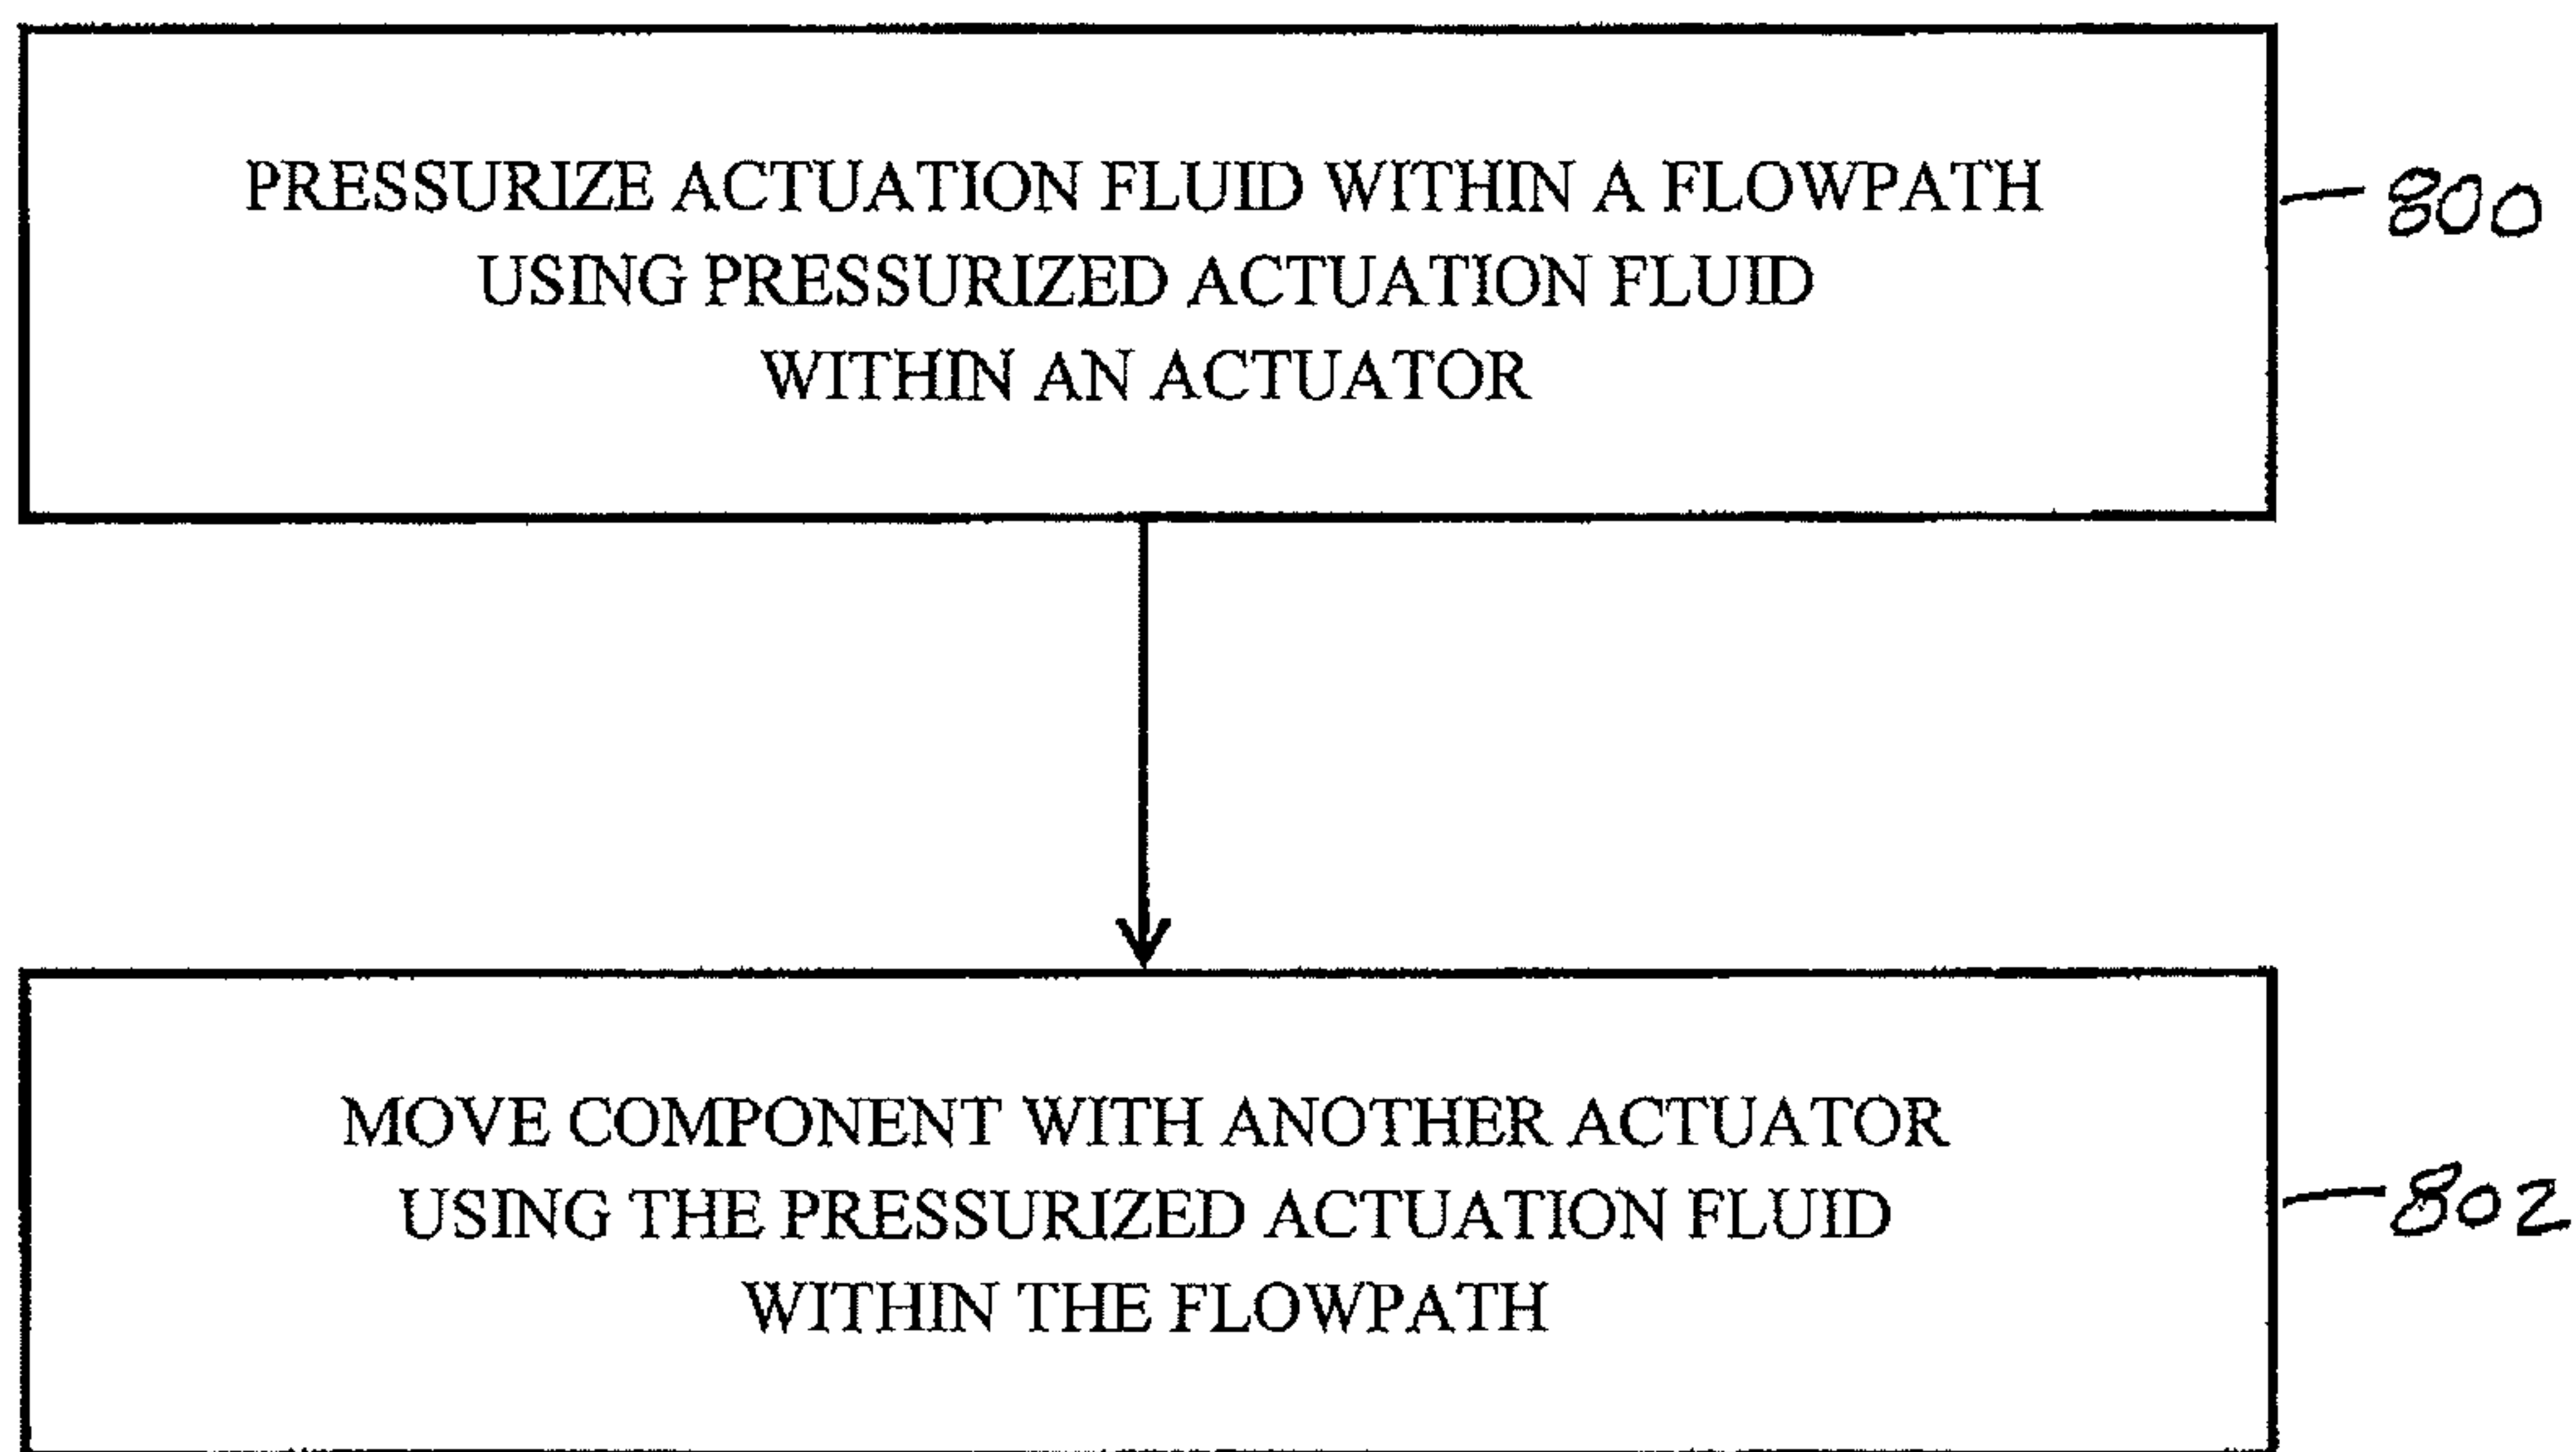 PRESSURIZE ACTUATION FLUID WITHIN A FLOWPATH
USING PRESSURIZED ACTUATION FLUID
WITHIN AN ACTUATOR
800
MOVE COMPONENT WITH ANOTHER ACTUATOR
USING THE PRESSURIZED ACTUATION FLUID
WITHIN THE FLOWPATH
802